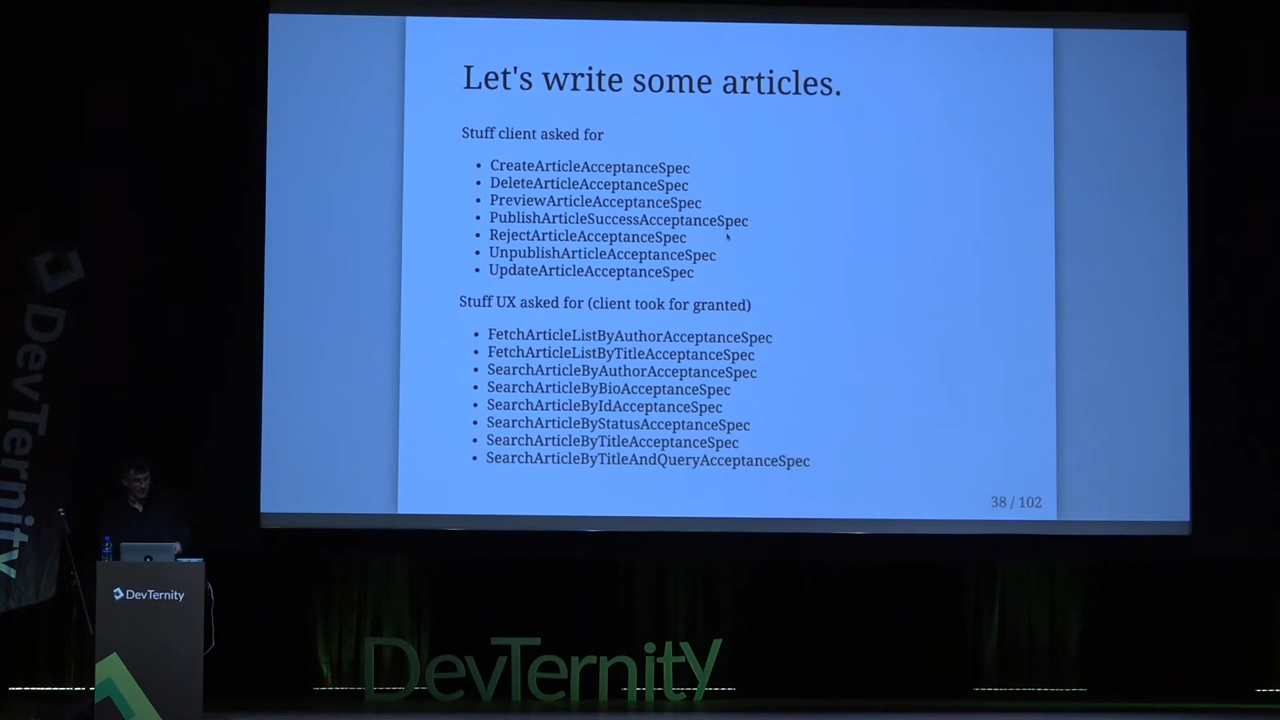 Let's write some articles.
Stuff client asked for
• CreateArticleAcceptanceSpec
• DeleteArticleAcceptanceSpec
• PreviewArticleAcceptanceSpec
• PublishArticleSuccessAcceptanceSpec
• RejectArticleAcceptanceSpec
• UnpublishArticleAcceptanceSpec
• UpdateArticleAcceptanceSpec
Stuff UX asked for (client took for granted)
• FetchArticleListByAuthorAcceptanceSpec
• FetchArticleListByTitleAcceptanceSpec
• SearchArticleByAuthorAcceptanceSpec
• SearchArticleByBioAcceptanceSpec
• SearchArticleByIdAcceptanceSpec
• SearchArticleByStatusAcceptanceSpec
• SearchArticleByTitleAcceptanceSpec
• SearchArticleByTitleAndQueryAcceptanceSpec
38 / 102
DevTernity
DevTernity
DevTernity